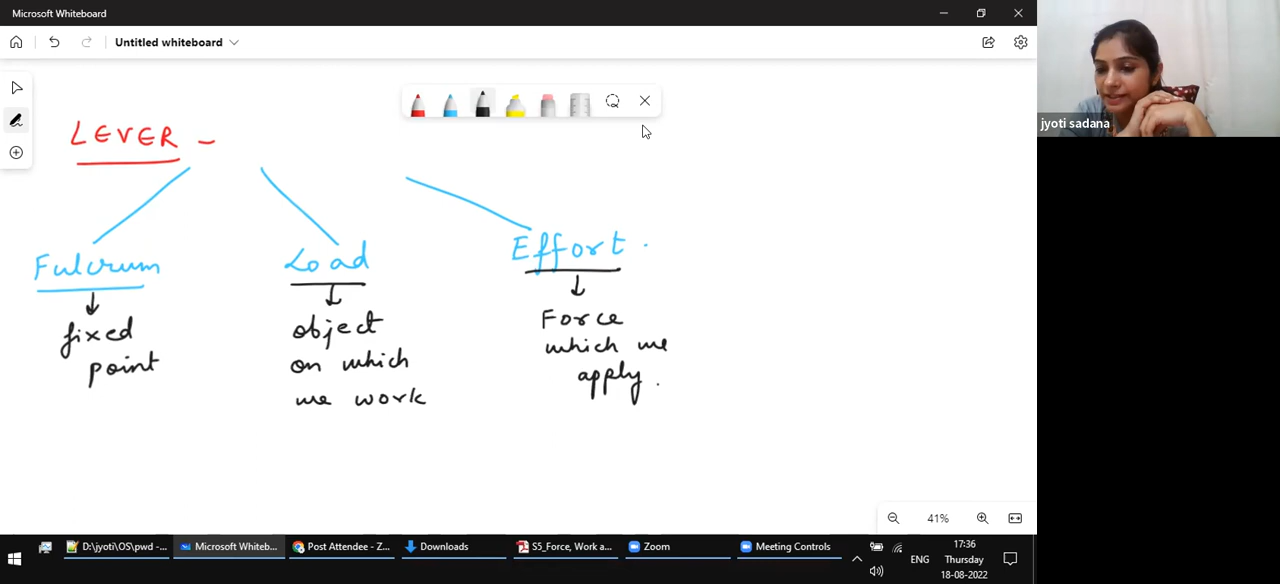 Microsoft Whiteboard
Untitled whiteboard
jyoti sadana
LEVER -
Fulcrum
fixed
point
Load
object
on which
we work
Effort.
Force
which we
apply.
41%
D:\jyoti\OS\pwd -...
Microsoft Whiteb...
Post Attendee - Z...
Downloads
S5_Force, Work a...
Zoom
Meeting Controls
ENG
17:36
Thursday
18-08-2022